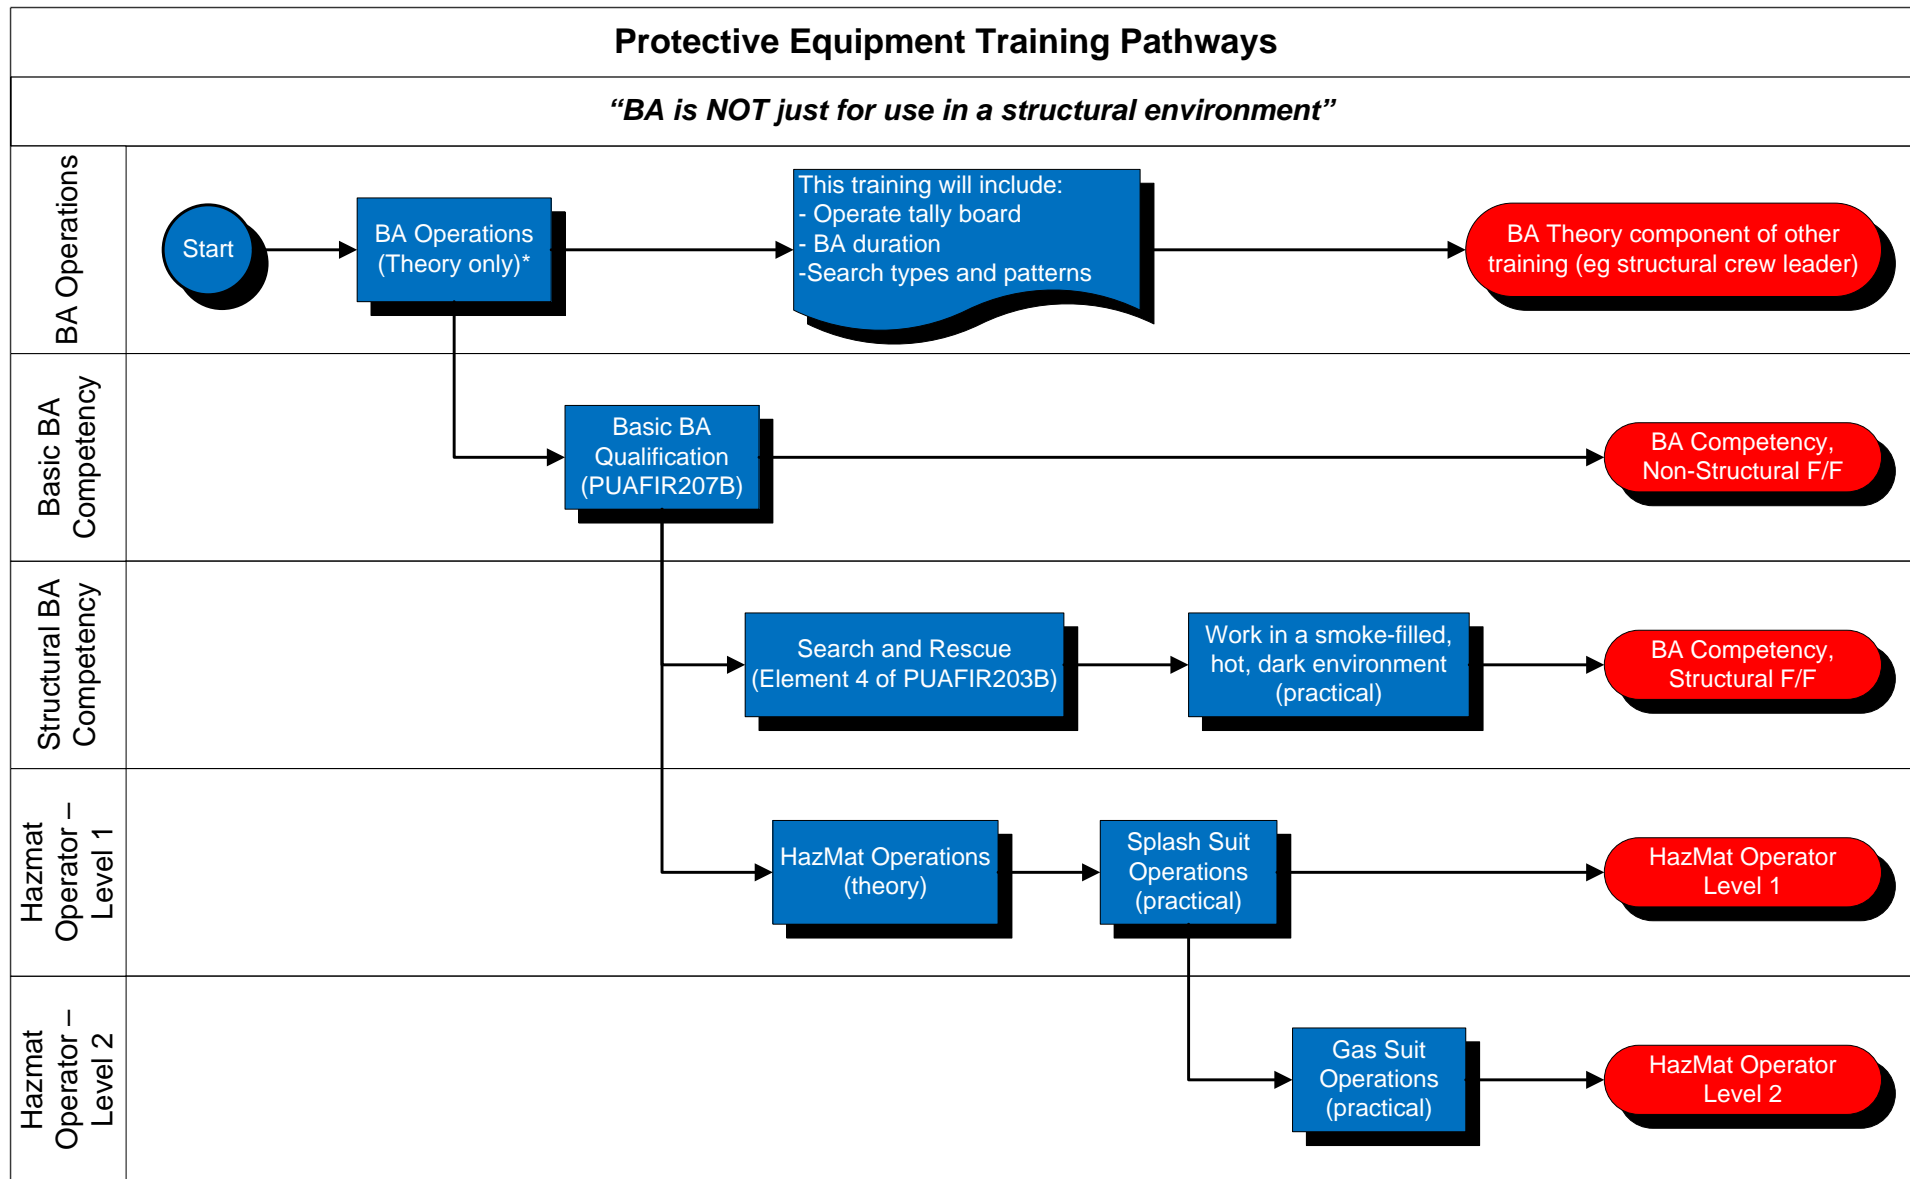 Protective Equipment Training Pathways
“BA is NOT just for use in a structural environment”
BA Operations
Start
BA Operations
(Theory only)*
This training will include:
- Operate tally board
- BA duration
-Search types and patterns
BA Theory component of other
training (eg structural crew leader)
Basic BA
Competency
Basic BA
Qualification
(PUAFIR207B)
BA Competency,
Non-Structural F/F
Structural BA
Competency
Search and Rescue
(Element 4 of PUAFIR203B)
Work in a smoke-filled,
hot, dark environment
(practical)
BA Competency,
Structural F/F
Hazmat
Operator –
Level 1
HazMat Operations
(theory)
Splash Suit
Operations
(practical)
HazMat Operator
Level 1
Hazmat
Operator –
Level 2
Gas Suit
Operations
(practical)
HazMat Operator
Level 2